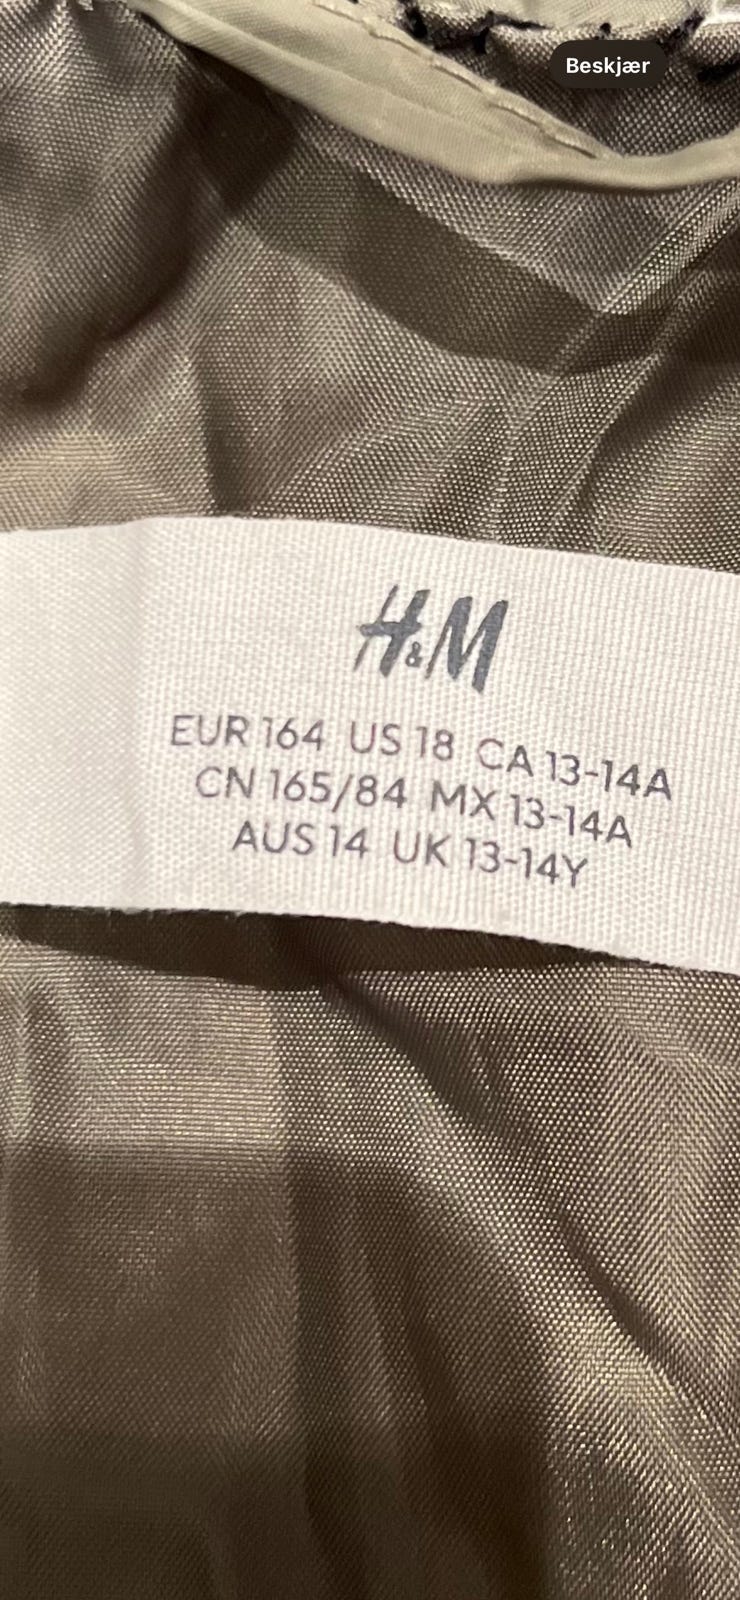 Beskjær
H&M
EUR 164 US 18 CA 13-14A
CN 165/84 MX 13-14A
AUS 14 UK 13-14Y